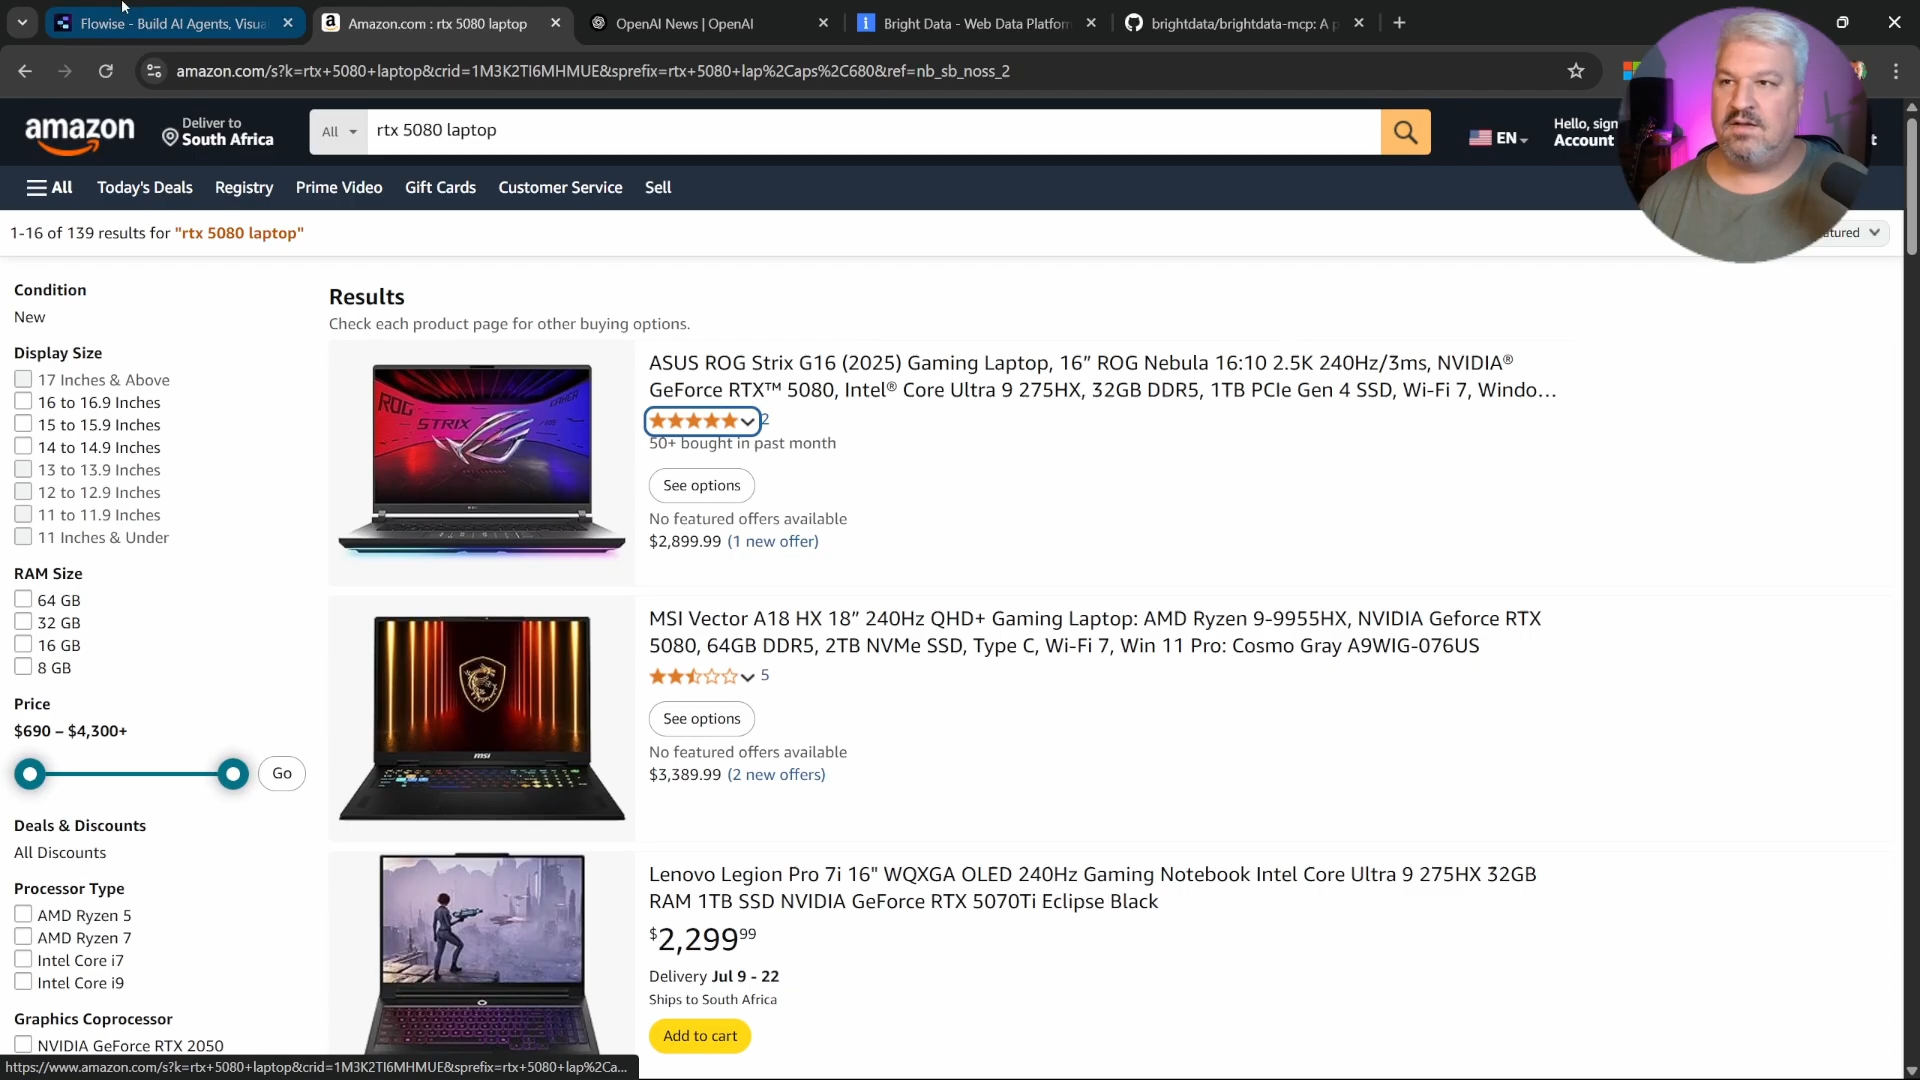 Flowise - Build AI Agents, Visua
Amazon.com : rtx 5080 laptop
OpenAI News | OpenAI
Bright Data - Web Data Platform
brightdata/brightdata-mcp: A p
amazon.com/s?k=rtx+5080+laptop&crid=1M3K2TI6MHMUE&sprefix=rtx+5080+lap%2Caps%2C680&ref=nb_sb_noss_2
amazon
Deliver to
South Africa
All
rtx 5080 laptop
EN
Hello, sign
Account
All
Today's Deals
Registry
Prime Video
Gift Cards
Customer Service
Sell
1-16 of 139 results for "rtx 5080 laptop"
Condition
New
Display Size
17 Inches & Above
16 to 16.9 Inches
15 to 15.9 Inches
14 to 14.9 Inches
13 to 13.9 Inches
12 to 12.9 Inches
11 to 11.9 Inches
11 Inches & Under
RAM Size
64 GB
32 GB
16 GB
8 GB
Price
$690 – $4,300+
Go
Deals & Discounts
All Discounts
Processor Type
AMD Ryzen 5
AMD Ryzen 7
Intel Core i7
Intel Core i9
Graphics Coprocessor
NVIDIA GeForce RTX 2050
Results
Check each product page for other buying options.
ROG
STRIX
ASUS ROG Strix G16 (2025) Gaming Laptop, 16” ROG Nebula 16:10 2.5K 240Hz/3ms, NVIDIA®
GeForce RTX™ 5080, Intel® Core Ultra 9 275HX, 32GB DDR5, 1TB PCIe Gen 4 SSD, Wi-Fi 7, Windo…
2
50+ bought in past month
See options
No featured offers available
$2,899.99 (1 new offer)
msi
MSI Vector A18 HX 18” 240Hz QHD+ Gaming Laptop: AMD Ryzen 9-9955HX, NVIDIA Geforce RTX
5080, 64GB DDR5, 2TB NVMe SSD, Type C, Wi-Fi 7, Win 11 Pro: Cosmo Gray A9WIG-076US
5
See options
No featured offers available
$3,389.99 (2 new offers)
Lenovo Legion Pro 7i 16" WQXGA OLED 240Hz Gaming Notebook Intel Core Ultra 9 275HX 32GB
RAM 1TB SSD NVIDIA GeForce RTX 5070Ti Eclipse Black
$2,299.99
Delivery Jul 9 - 22
Ships to South Africa
Add to cart
https://www.amazon.com/s?k=rtx+5080+laptop&crid=1M3K2TI6MHMUE&sprefix=rtx+5080+lap%2Ca...